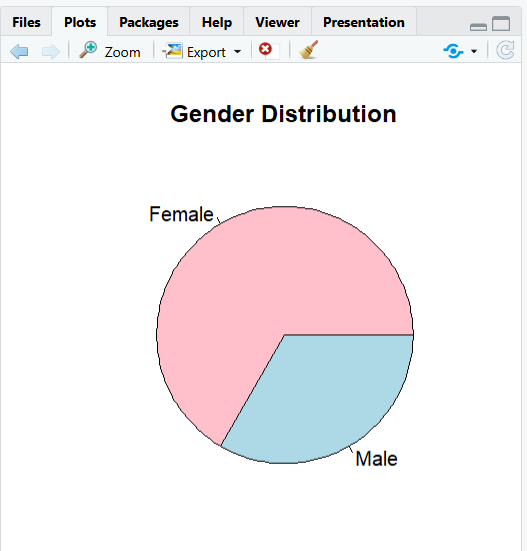 Files Plots Packages Help Viewer Presentation
Zoom Export
Gender Distribution
Female
Male